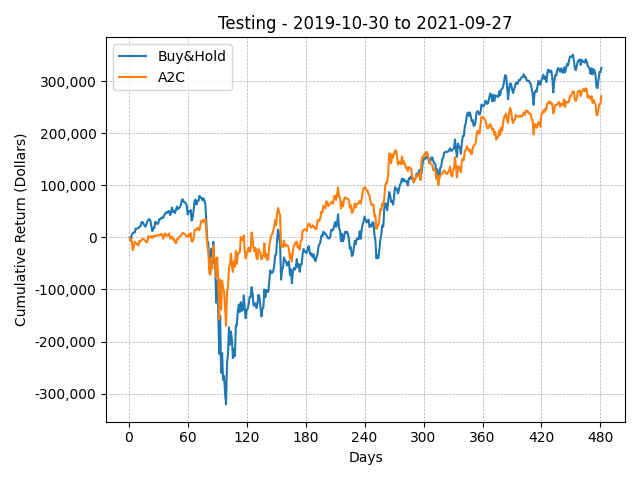 Testing - 2019-10-30 to 2021-09-27
Buy&Hold
A2C
Cumulative Return (Dollars)
300,000
200,000
100,000
0
-100,000
-200,000
-300,000
0 60 120 180 240 300 360 420 480
Days